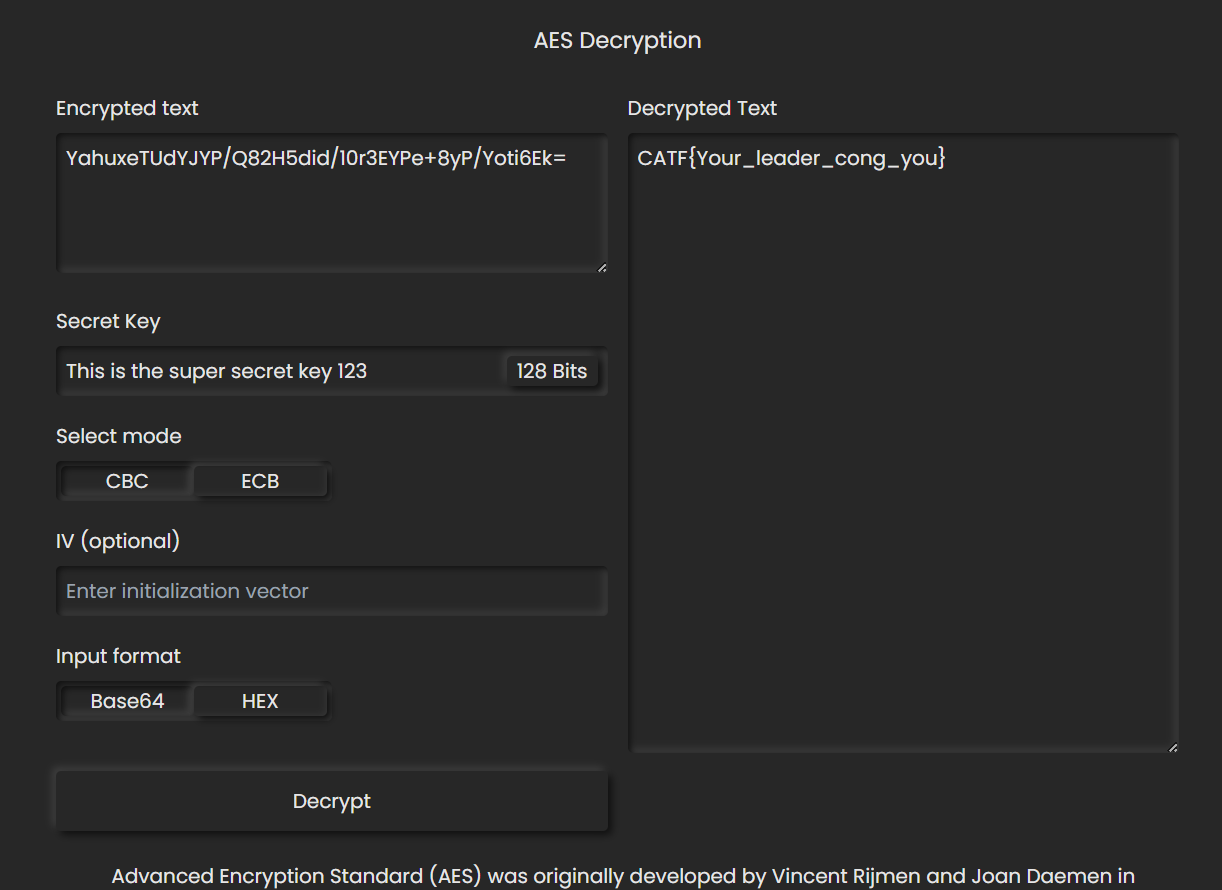 AES Decryption
Encrypted text
YahuxeTUdYJYP/Q82H5did/10r3EYPe+8yP/Yoti6Ek=
Secret Key
This is the super secret key 123
128 Bits
Select mode
CBC
ECB
IV (optional)
Enter initialization vector
Input format
Base64
HEX
Decrypt
Decrypted Text
CATF{Your_leader_cong_you}
Advanced Encryption Standard (AES) was originally developed by Vincent Rijmen and Joan Daemen in